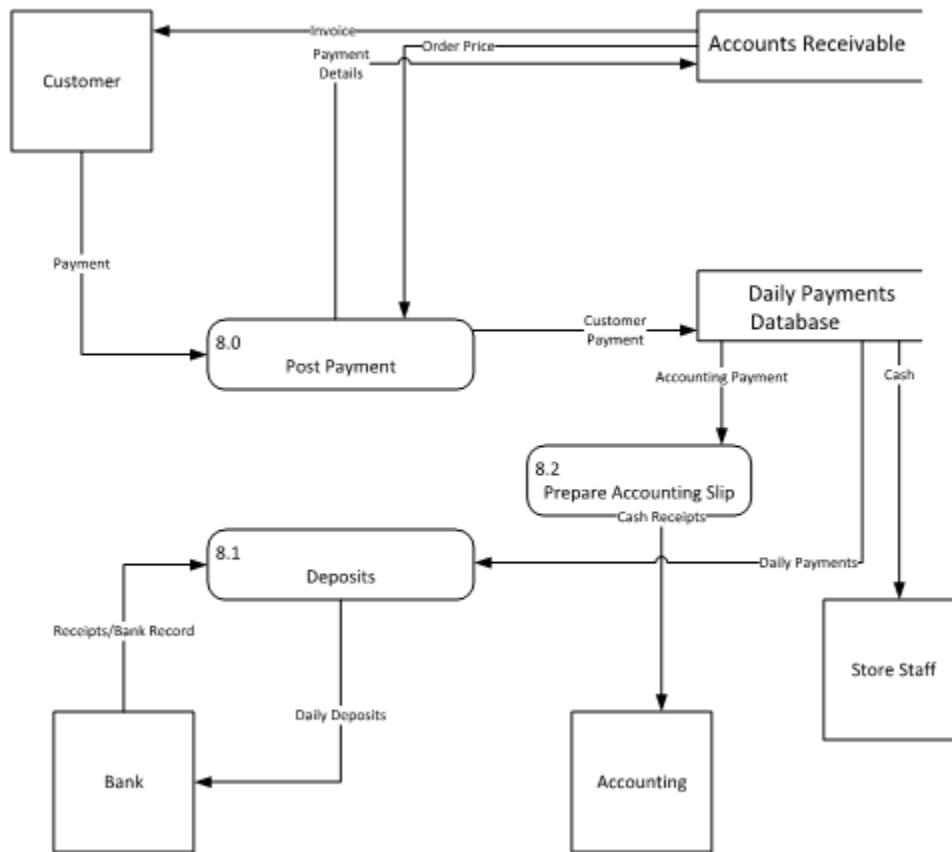 Invoice
Order Price
Accounts Receivable
Payment
Details
Customer
Payment
Daily Payments
Database
8.0
Post Payment
Customer
Payment
Accounting Payment
Cash
8.2
Prepare Accounting Slip
Cash Receipts
8.1
Deposits
Daily Payments
Receipts/Bank Record
Store Staff
Daily Deposits
Bank
Accounting